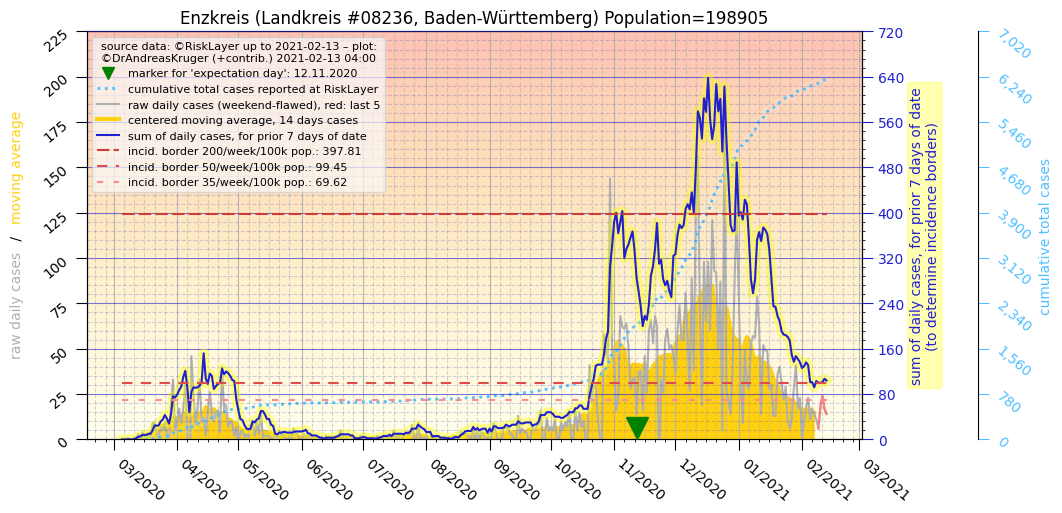 Enzkreis (Landkreis #08236, Baden-Württemberg) Population=198905
source data: ©RiskLayer up to 2021-02-13 – plot:
©DrAndreasKruger (+contrib.) 2021-02-13 04:00
marker for 'expectation day': 12.11.2020
cumulative total cases reported at RiskLayer
raw daily cases (weekend-flawed), red: last 5
centered moving average, 14 days cases
sum of daily cases, for prior 7 days of date
incid. border 200/week/100k pop.: 397.81
incid. border 50/week/100k pop.: 99.45
incid. border 35/week/100k pop.: 69.62
raw daily cases / moving average
225
200
175
150
125
100
75
50
25
0
03/2020
04/2020
05/2020
06/2020
07/2020
08/2020
09/2020
10/2020
11/2020
12/2020
01/2021
02/2021
03/2021
720
640
560
480
400
320
240
160
80
0
sum of daily cases, for prior 7 days of date
(to determine incidence borders)
7,020
6,240
5,460
4,680
3,900
3,120
2,340
1,560
780
0
cumulative total cases